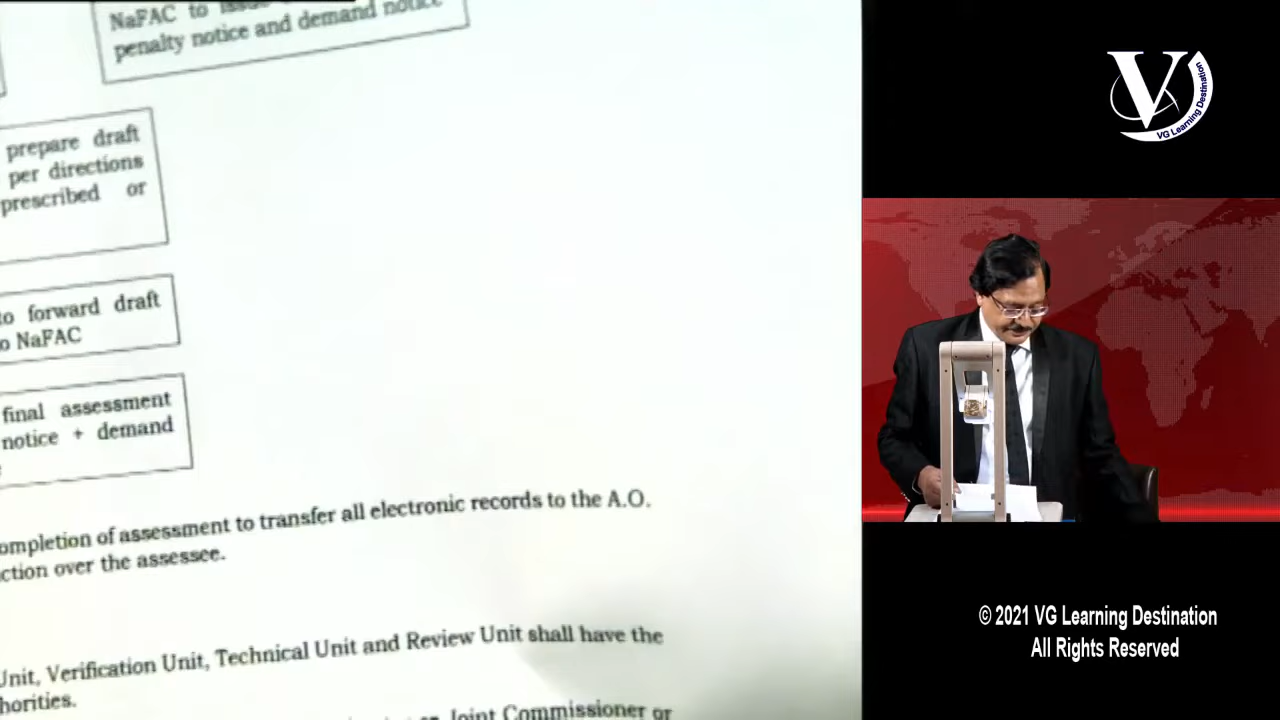 NaFAC to issue
penalty notice and demand notice
prepare draft
per directions
prescribed or
to forward draft
NaFAC
final assessment
notice + demand
ompletion of assessment to transfer all electronic records to the A.O.
ction over the assessee.
Unit, Verification Unit, Technical Unit and Review Unit shall have the
horities.
Joint Commissioner or
V
VG Learning Destination
© 2021 VG Learning Destination
All Rights Reserved